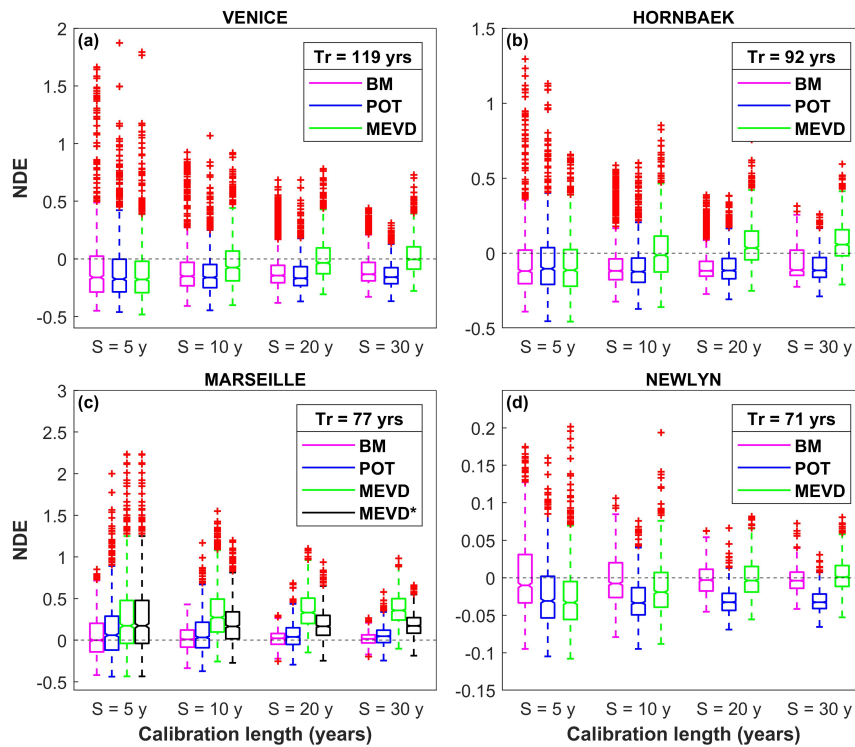 VENICE
(a)
Tr = 119 yrs
BM
POT
MEVD
NDE
2
1.5
1
0.5
0
-0.5
S = 5 y S = 10 y S = 20 y S = 30 y
HORNBAEK
(b)
Tr = 92 yrs
BM
POT
MEVD
1.5
1
0.5
0
-0.5
S = 5 y S = 10 y S = 20 y S = 30 y
MARSEILLE
(c)
Tr = 77 yrs
BM
POT
MEVD
MEVD*
NDE
3
2.5
2
1.5
1
0.5
0
-0.5
S = 5 y S = 10 y S = 20 y S = 30 y
Calibration length (years)
NEWLYN
(d)
Tr = 71 yrs
BM
POT
MEVD
0.2
0.15
0.1
0.05
0
-0.05
-0.1
-0.15
S = 5 y S = 10 y S = 20 y S = 30 y
Calibration length (years)